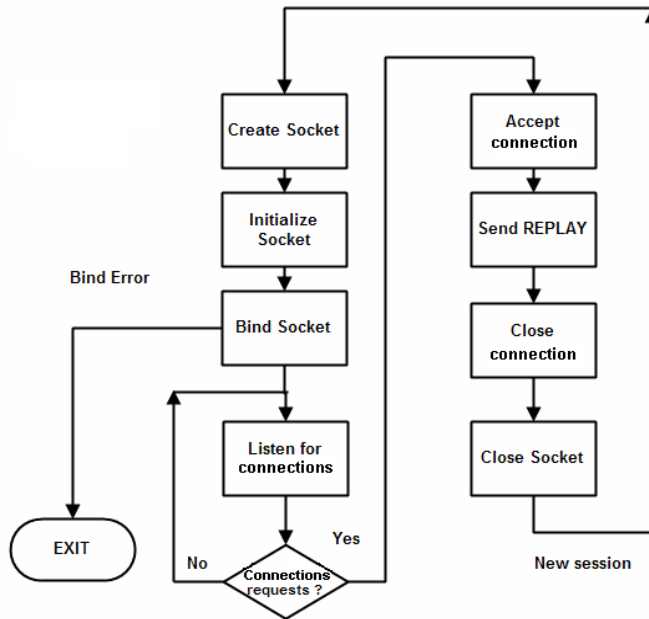 Create Socket
Initialize
Socket
Bind Error
Bind Socket
Listen for
connections
EXIT
No
Yes
Connections
requests ?
Accept
connection
Send REPLAY
Close
connection
Close Socket
New session